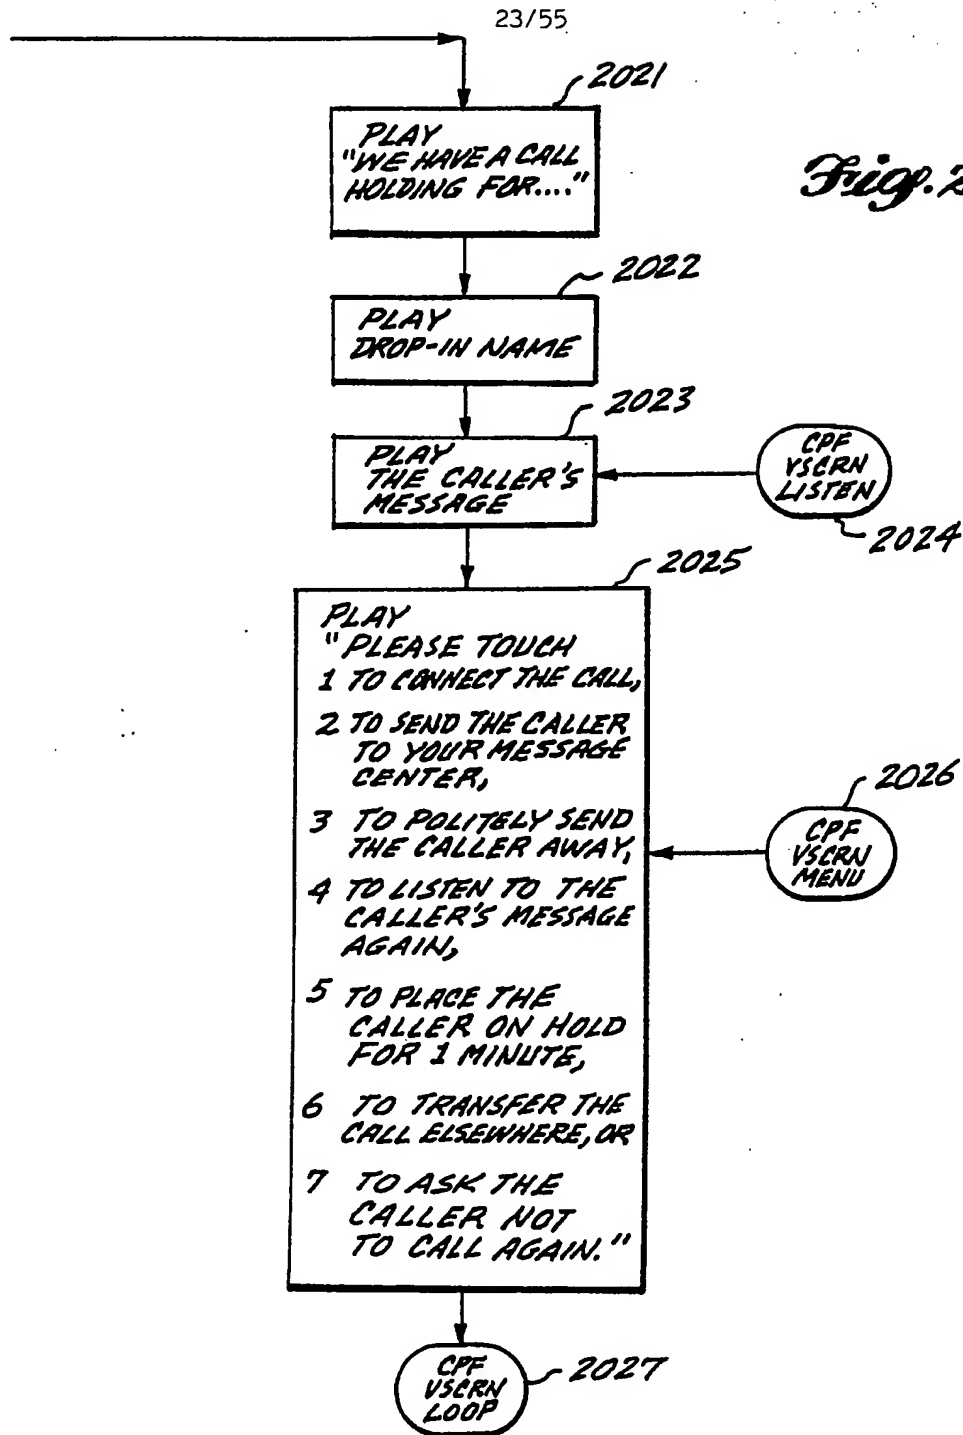 23/55
2021
PLAY
"WE HAVE A CALL
HOLDING FOR...."
Fig. 2
2022
PLAY
DROP-IN NAME
2023
PLAY
THE CALLER'S
MESSAGE
CPF
VSCRN
LISTEN
2024
2025
PLAY
"PLEASE TOUCH
1 TO CONNECT THE CALL,
2 TO SEND THE CALLER
TO YOUR MESSAGE
CENTER,
3 TO POLITELY SEND
THE CALLER AWAY,
2026
CPF
VSCRN
MENU
4 TO LISTEN TO THE
CALLER'S MESSAGE
AGAIN,
5 TO PLACE THE
CALLER ON HOLD
FOR 1 MINUTE,
6 TO TRANSFER THE
CALL ELSEWHERE, OR
7 TO ASK THE
CALLER NOT
TO CALL AGAIN."
CPF
VSCRN
LOOP
2027